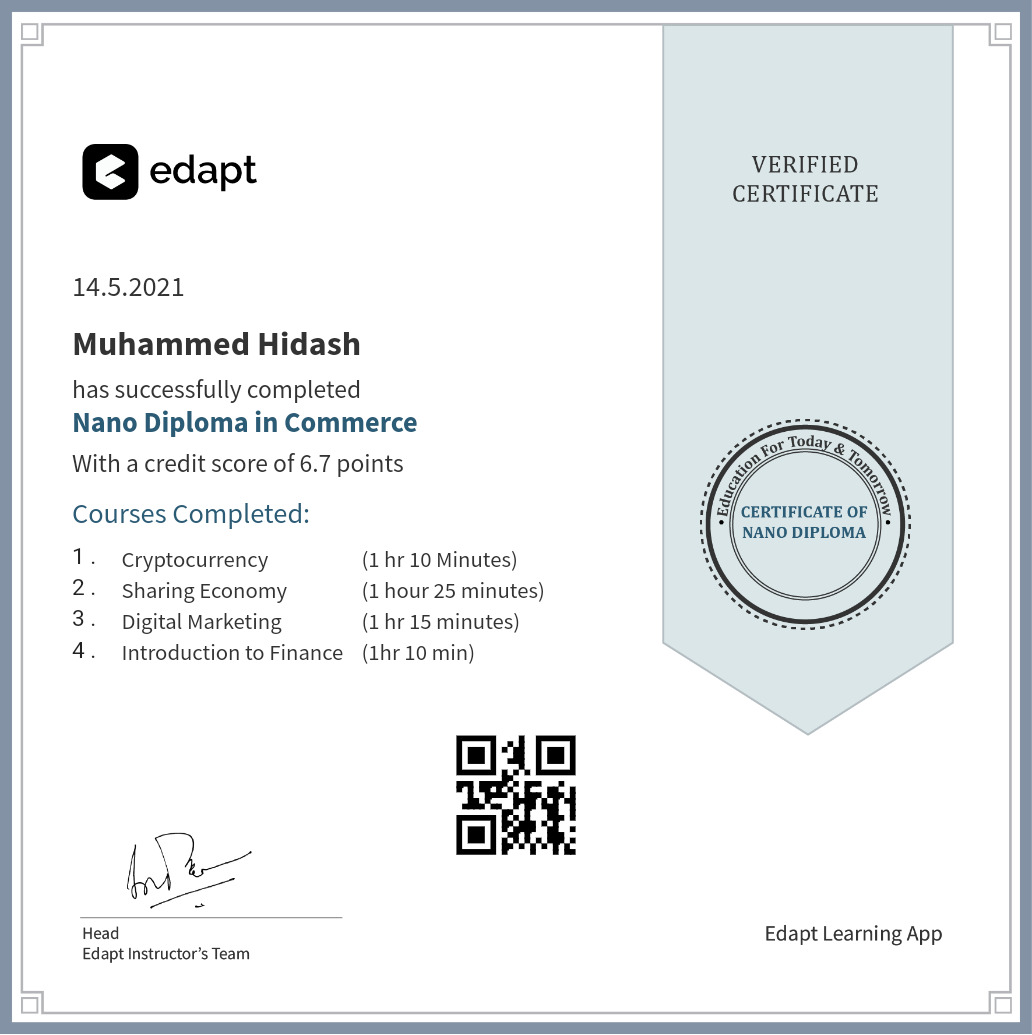 edapt
VERIFIED
CERTIFICATE
14.5.2021
Muhammed Hidash
has successfully completed
Nano Diploma in Commerce
With a credit score of 6.7 points
Education For Today & Tomorrow
CERTIFICATE OF
NANO DIPLOMA
Courses Completed:
1 . Cryptocurrency (1 hr 10 Minutes)
2 . Sharing Economy (1 hour 25 minutes)
3 . Digital Marketing (1 hr 15 minutes)
4 . Introduction to Finance (1hr 10 min)
Head
Edapt Instructor’s Team
Edapt Learning App